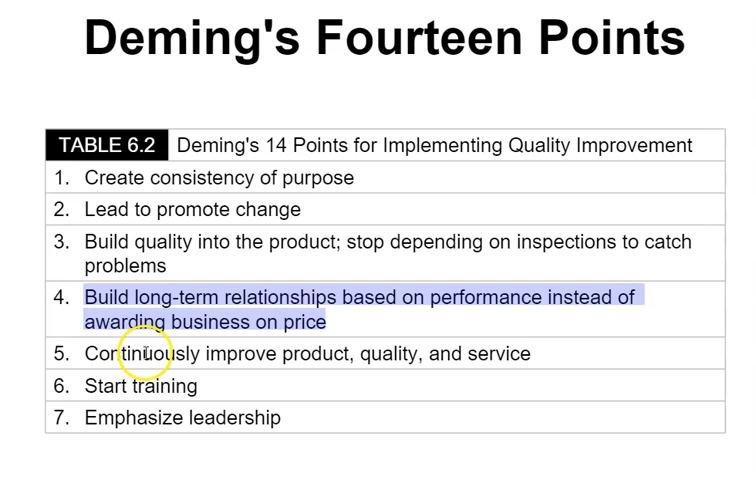 Deming's Fourteen Points
TABLE 6.2 Deming's 14 Points for Implementing Quality Improvement
1. Create consistency of purpose
2. Lead to promote change
3. Build quality into the product; stop depending on inspections to catch
problems
4. Build long-term relationships based on performance instead of
awarding business on price
5. Continuously improve product, quality, and service
6. Start training
7. Emphasize leadership